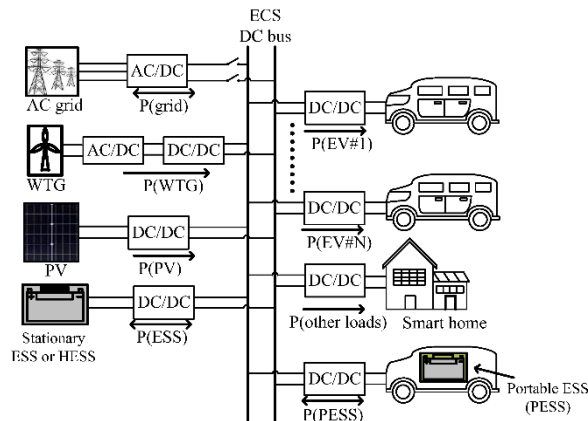 ECS
DC bus
AC/DC
AC grid
P(grid)
AC/DC
DC/DC
WTG
P(WTG)
DC/DC
PV
P(PV)
DC/DC
Stationary
ESS or HESS
P(ESS)
DC/DC
P(EV#1)
DC/DC
P(EV#N)
DC/DC
P(other loads)
Smart home
DC/DC
P(PESS)
Portable ESS
(PESS)